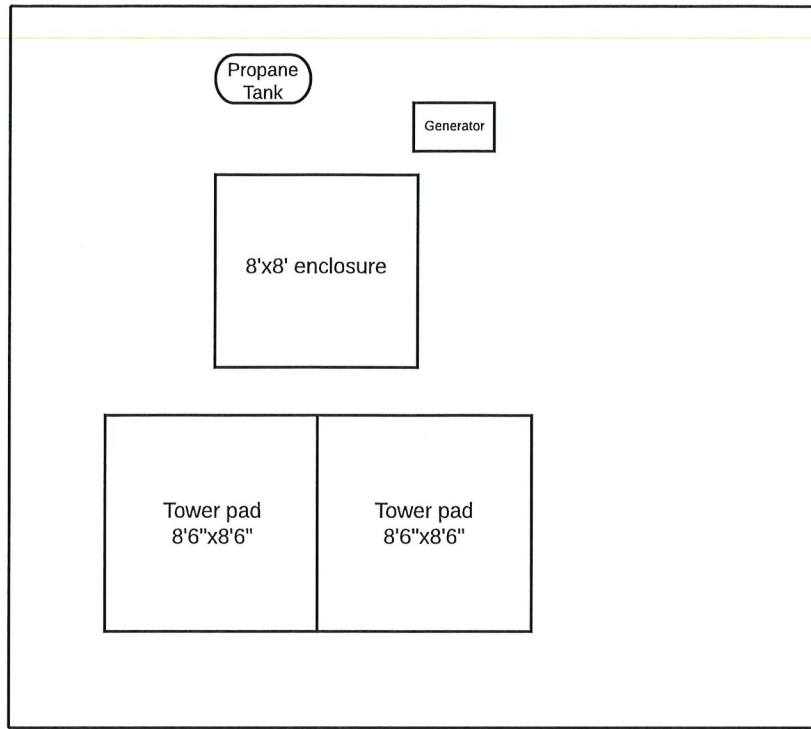 Propane
Tank
Generator
8'x8' enclosure
Tower pad
8'6"x8'6"
Tower pad
8'6"x8'6"